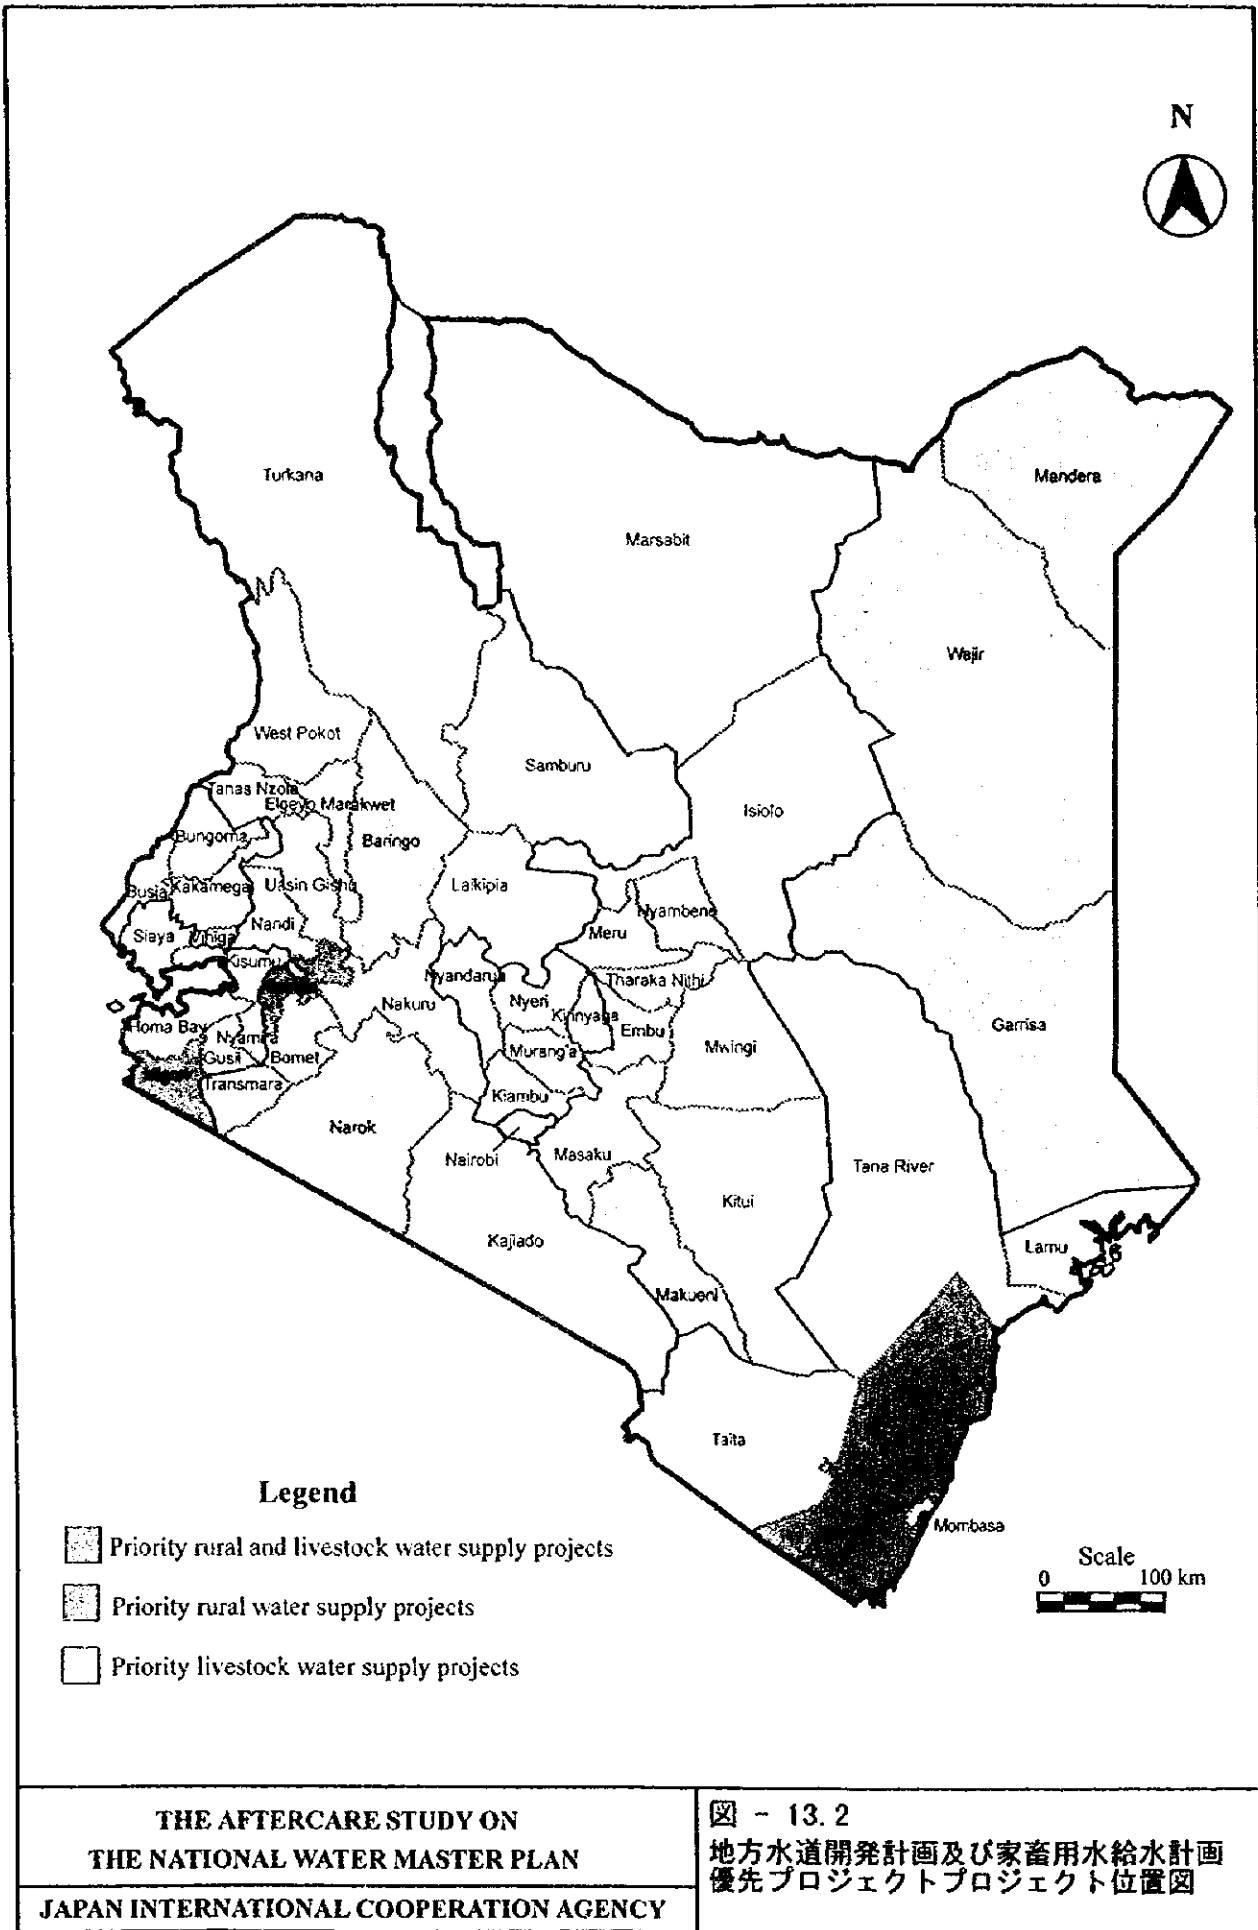 N
Turkana
Mandera
Marsabit
Wajir
West Pokot
Samburu
Tanas Nzoia
Elgeyo Marakwet
Isiolo
Bungoma
Baringo
Busia
Kakamega
Uasin Gishu
Laikipia
Nyambene
Nandi
Meru
Siaya
Vihiga
Kisumu
Nyandarua
Tharaka Nithi
Nakuru
Nyeri
Kirinyaga
Garrisa
Homa Bay
Nyamira
Embu
Mwingi
Gusii
Bomet
Murang'a
Transmara
Kiambu
Narok
Nairobi
Masaku
Tana River
Kitui
Kajiado
Lamu
Makueni
Taita
Legend
Priority rural and livestock water supply projects
Mombasa
Scale
0 100 km
Priority rural water supply projects
Priority livestock water supply projects
THE AFTERCARE STUDY ON
THE NATIONAL WATER MASTER PLAN
JAPAN INTERNATIONAL COOPERATION AGENCY
図 - 13.2
地方水道開発計画及び家畜用水給水計画
優先プロジェクトプロジェクト位置図